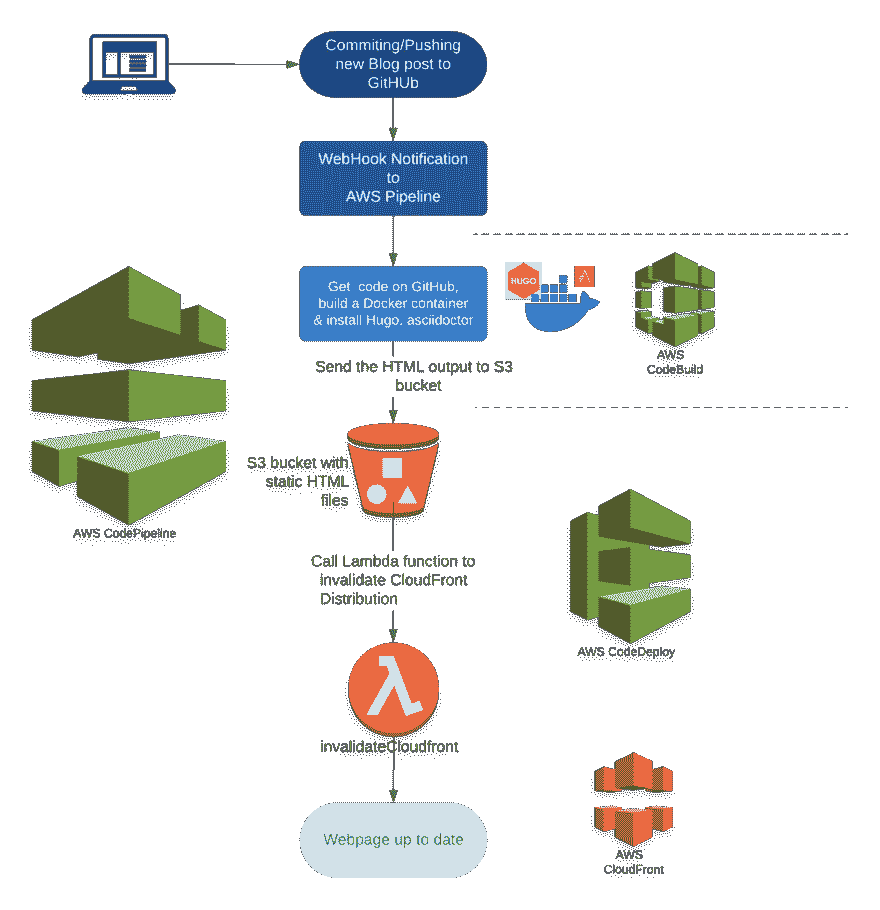 Commiting/Pushing
new Blog post to
GitHUb
WebHook Notification
to
AWS Pipeline
Get code on GitHub,
build a Docker container
& install Hugo, asciidoctor
HUGO
A
AWS
CodeBuild
Send the HTML output to S3
bucket
S3 bucket with
static HTML
files
AWS CodePipeline
Call Lambda function to
invalidate CloudFront
Distribution
AWS CodeDeploy
λ
invalidateCloudfront
Webpage up to date
AWS
CloudFront